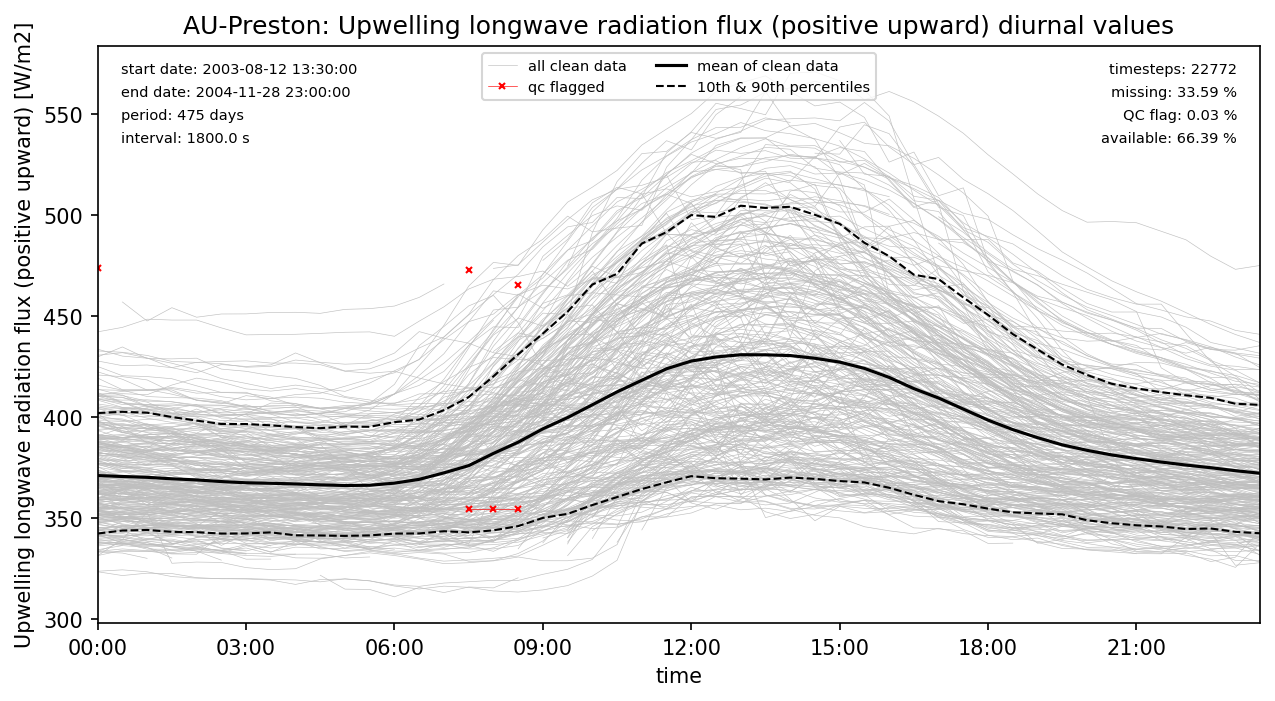 AU-Preston: Upwelling longwave radiation flux (positive upward) diurnal values
Upwelling longwave radiation flux (positive upward) [W/m2]
start date: 2003-08-12 13:30:00
end date: 2004-11-28 23:00:00
period: 475 days
interval: 1800.0 s
all clean data
qc flagged
mean of clean data
10th & 90th percentiles
timesteps: 22772
missing: 33.59 %
QC flag: 0.03 %
available: 66.39 %
550
500
450
400
350
300
00:00
03:00
06:00
09:00
12:00
15:00
18:00
21:00
time